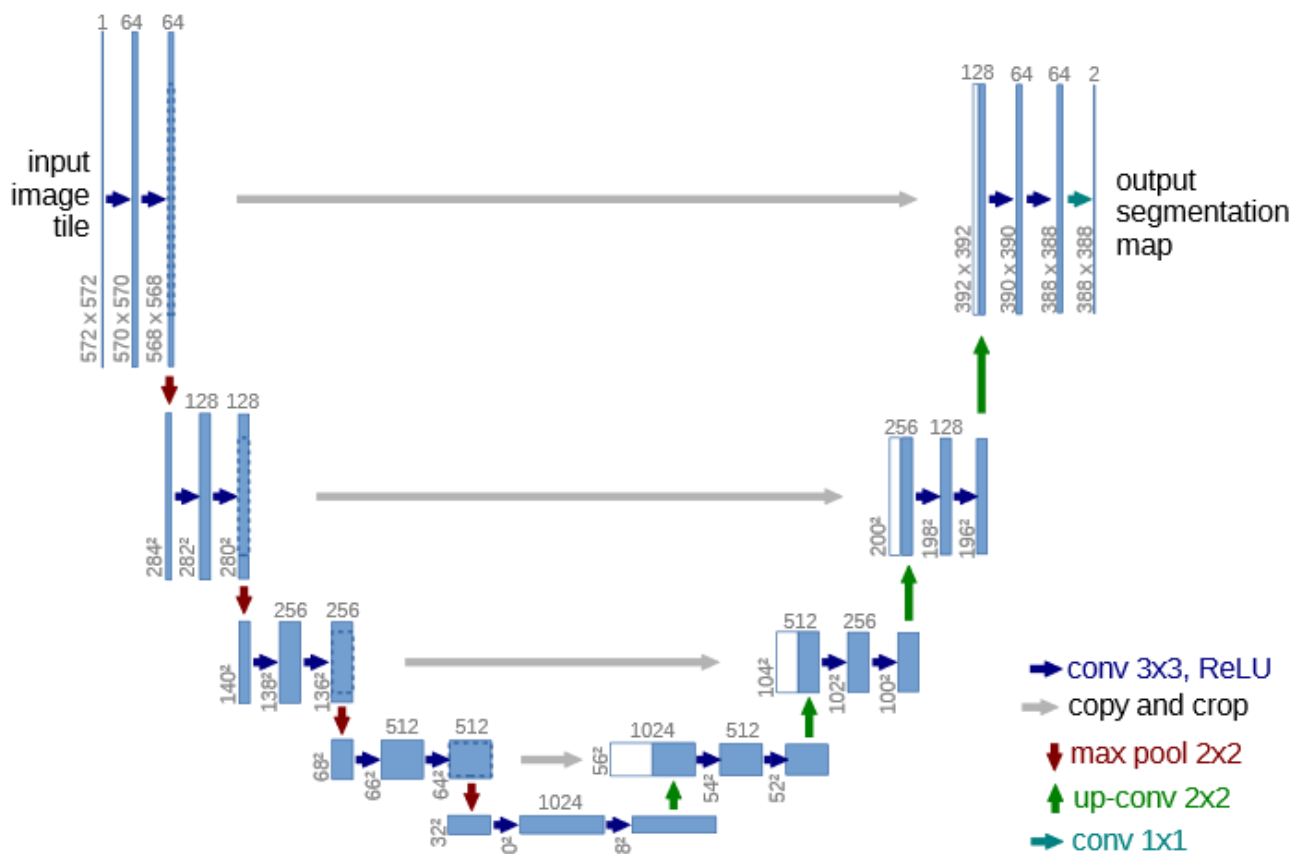 1 64 64
128 64 64 2
input
image
tile
output
segmentation
map
572 x 572
570 x 570
568 x 568
392 x 392
390 x 390
388 x 388
388 x 388
128 128
256 128
284²
282²
280²
200²
198²
196²
256 256
512 256
140²
138²
136²
104²
102²
100²
512 512
1024 512
68²
66²
64²
56²
54²
52²
1024
32²
0²
8²
conv 3x3, ReLU
copy and crop
max pool 2x2
up-conv 2x2
conv 1x1